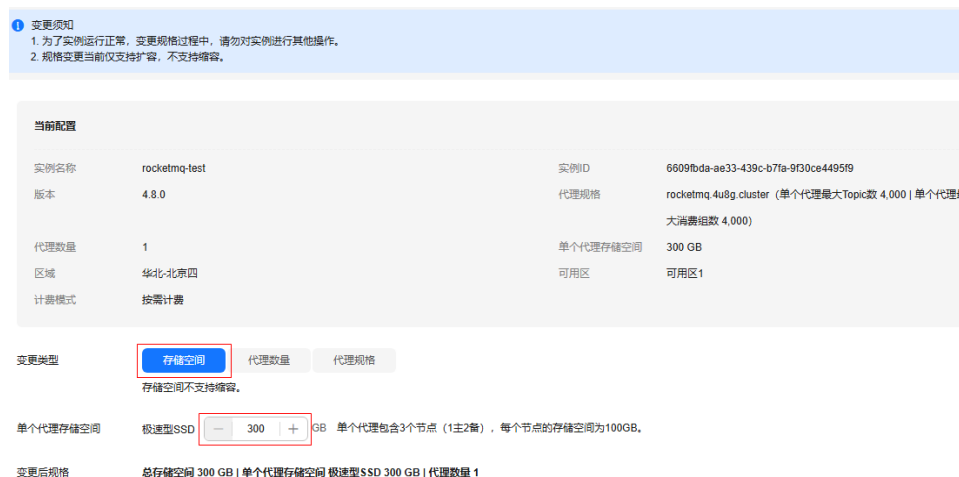 变更须知
1. 为了实例运行正常，变更规格过程中，请勿对实例进行其他操作。
2. 规格变更当前仅支持扩容，不支持缩容。
当前配置
实例名称 rocketmq-test 实例ID 6609fbda-ae33-439c-b7fa-9f30ce4495f9
版本 4.8.0 代理规格 rocketmq.4u8g.cluster（单个代理最大Topic数 4,000 | 单个代理最
大消费组数 4,000）
代理数量 1 单个代理存储空间 300 GB
区域 华北-北京四 可用区 可用区1
计费模式 按需计费
变更类型 存储空间 代理数量 代理规格
存储空间不支持缩容。
单个代理存储空间 极速型SSD － 300 ＋ GB 单个代理包含3个节点（1主2备），每个节点的存储空间为100GB。
变更后规格 总存储空间 300 GB | 单个代理存储空间 极速型SSD 300 GB | 代理数量 1